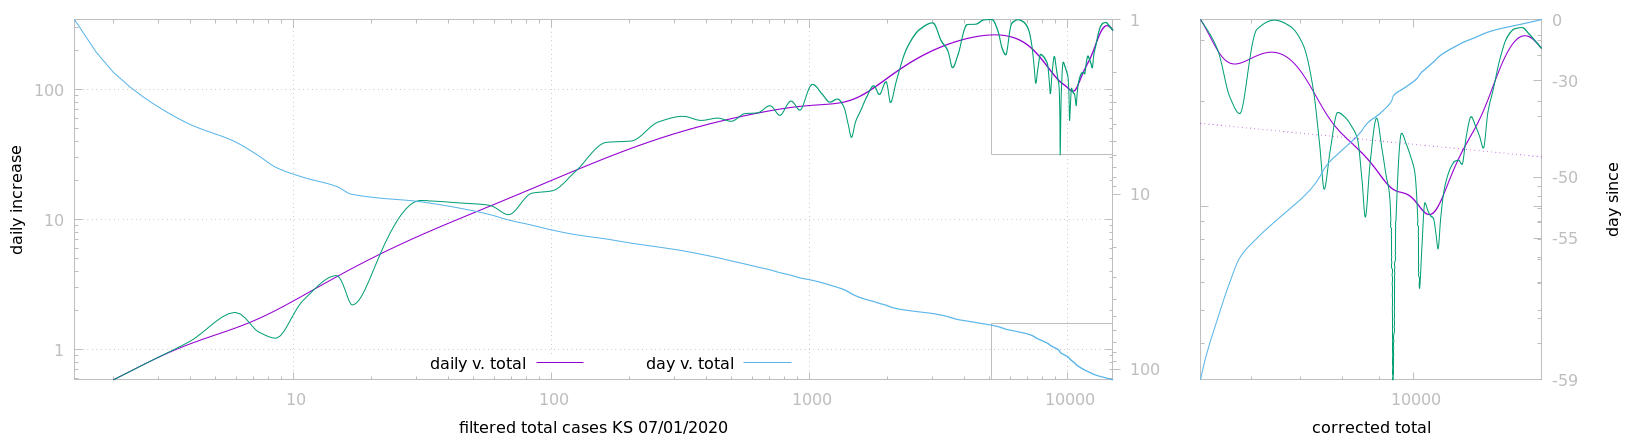 daily increase
100
10
1
10
100
1000
10000
filtered total cases KS 07/01/2020
daily v. total
day v. total
1
10
100
10000
corrected total
0
-30
-50
-55
-59
day since